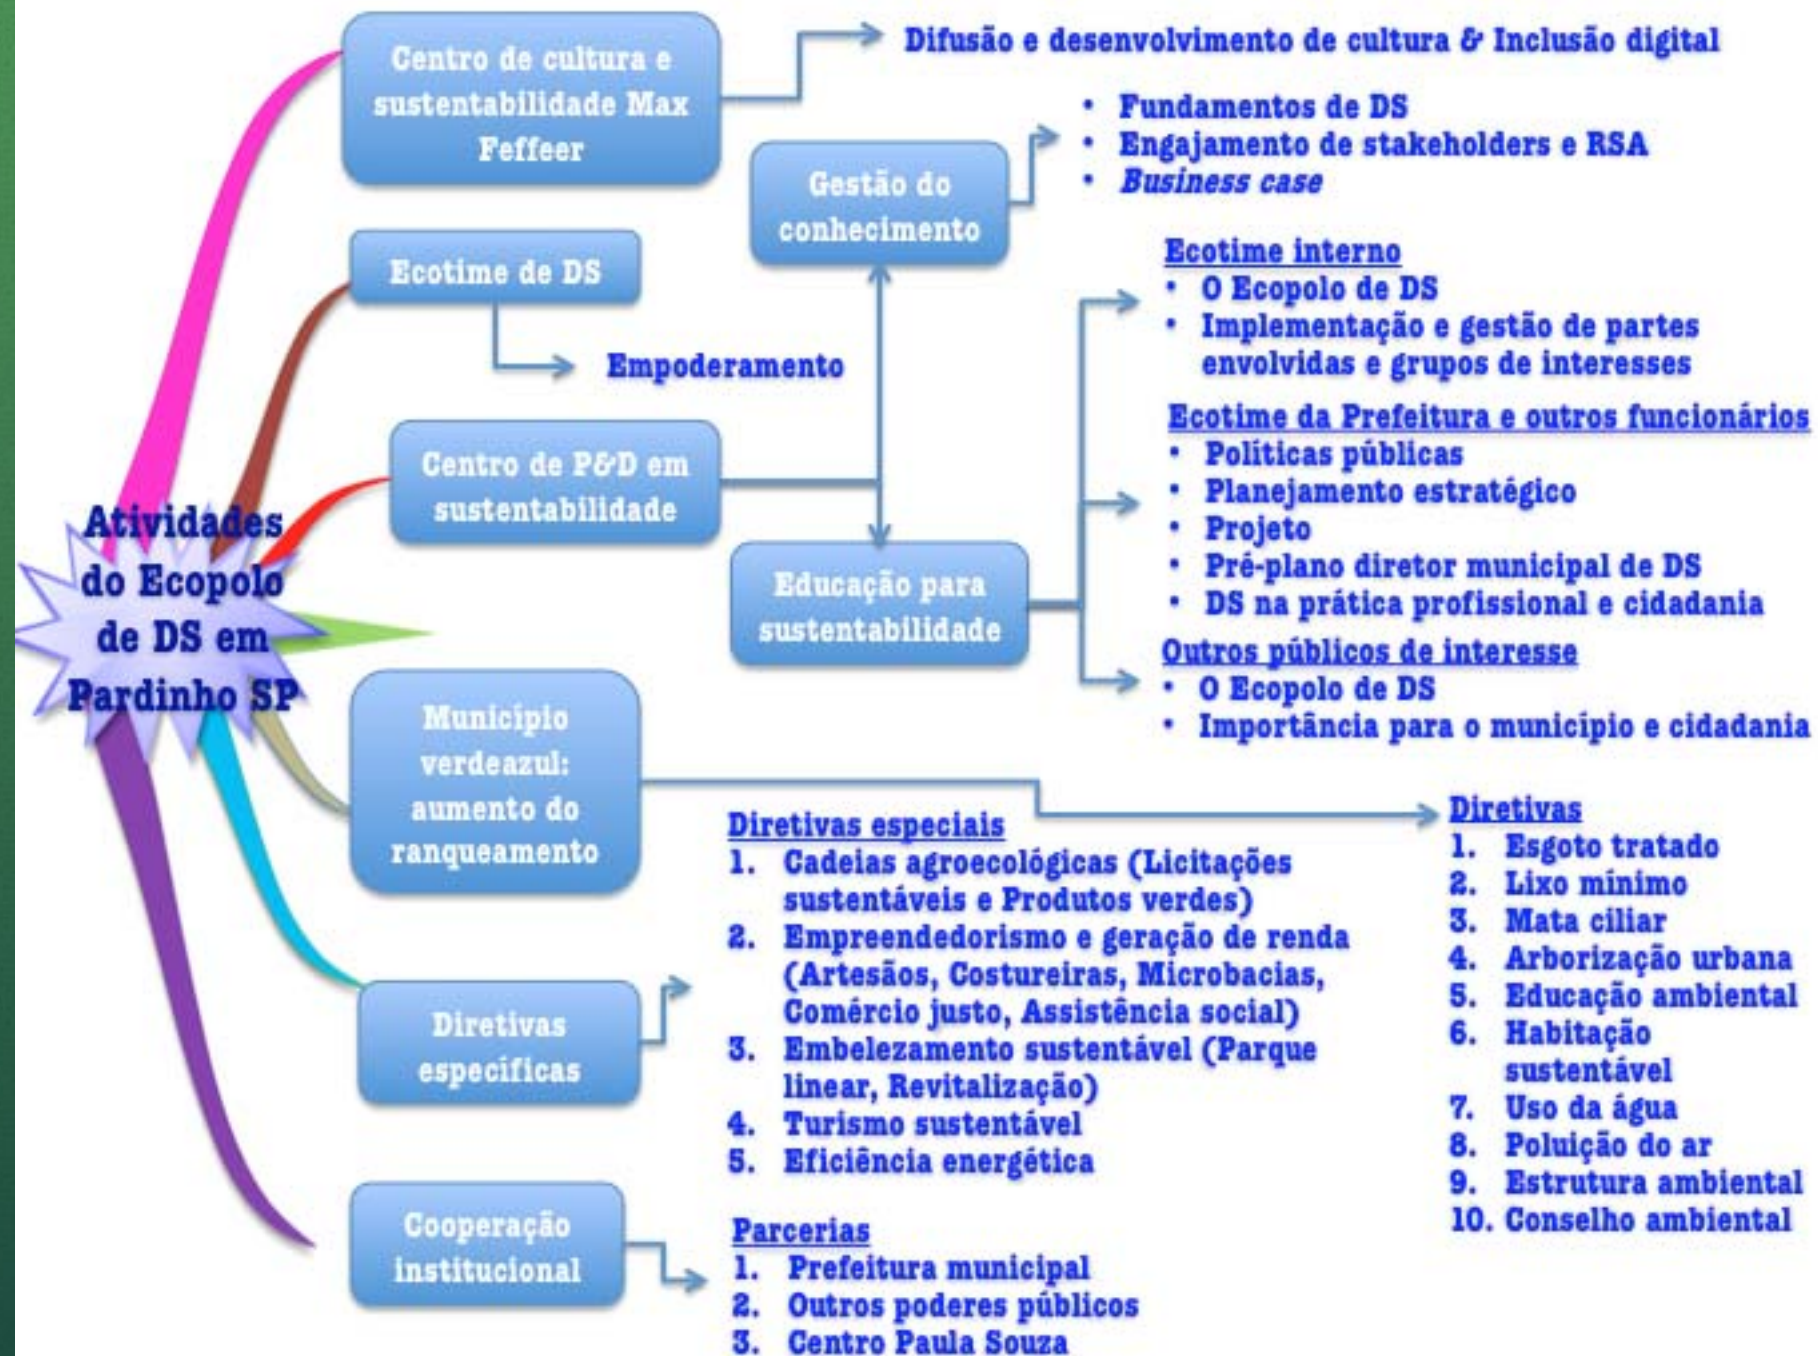 Atividades
do Ecopolo
de DS em
Pardinho SP
Centro de cultura e
sustentabilidade Max
Feffeer
Difusão e desenvolvimento de cultura & Inclusão digital
Gestão do
conhecimento
• Fundamentos de DS
• Engajamento de stakeholders e RSA
• Business case
Ecotime de DS
Empoderamento
Centro de P&D em
sustentabilidade
Educação para
sustentabilidade
Ecotime interno
• O Ecopolo de DS
• Implementação e gestão de partes
envolvidas e grupos de interesses
Ecotime da Prefeitura e outros funcionários
• Políticas públicas
• Planejamento estratégico
• Projeto
• Pré-plano diretor municipal de DS
• DS na prática profissional e cidadania
Outros públicos de interesse
• O Ecopolo de DS
• Importância para o município e cidadania
Município
verdeazul:
aumento do
ranqueamento
Diretivas
1. Esgoto tratado
2. Lixo mínimo
3. Mata ciliar
4. Arborização urbana
5. Educação ambiental
6. Habitação
sustentável
7. Uso da água
8. Poluição do ar
9. Estrutura ambiental
10. Conselho ambiental
Diretivas
específicas
Diretivas especiais
1. Cadeias agroecológicas (Licitações
sustentáveis e Produtos verdes)
2. Empreendedorismo e geração de renda
(Artesãos, Costureiras, Microbacias,
Comércio justo, Assistência social)
3. Embelezamento sustentável (Parque
linear, Revitalização)
4. Turismo sustentável
5. Eficiência energética
Cooperação
institucional
Parcerias
1. Prefeitura municipal
2. Outros poderes públicos
3. Centro Paula Souza